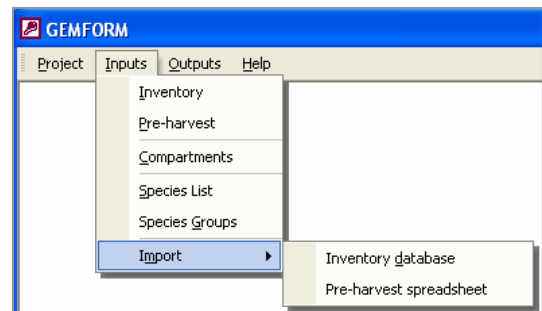 GEMFORM
Project Inputs Outputs Help
Inventory
Pre-harvest
Compartments
Species List
Species Groups
Import
Inventory database
Pre-harvest spreadsheet